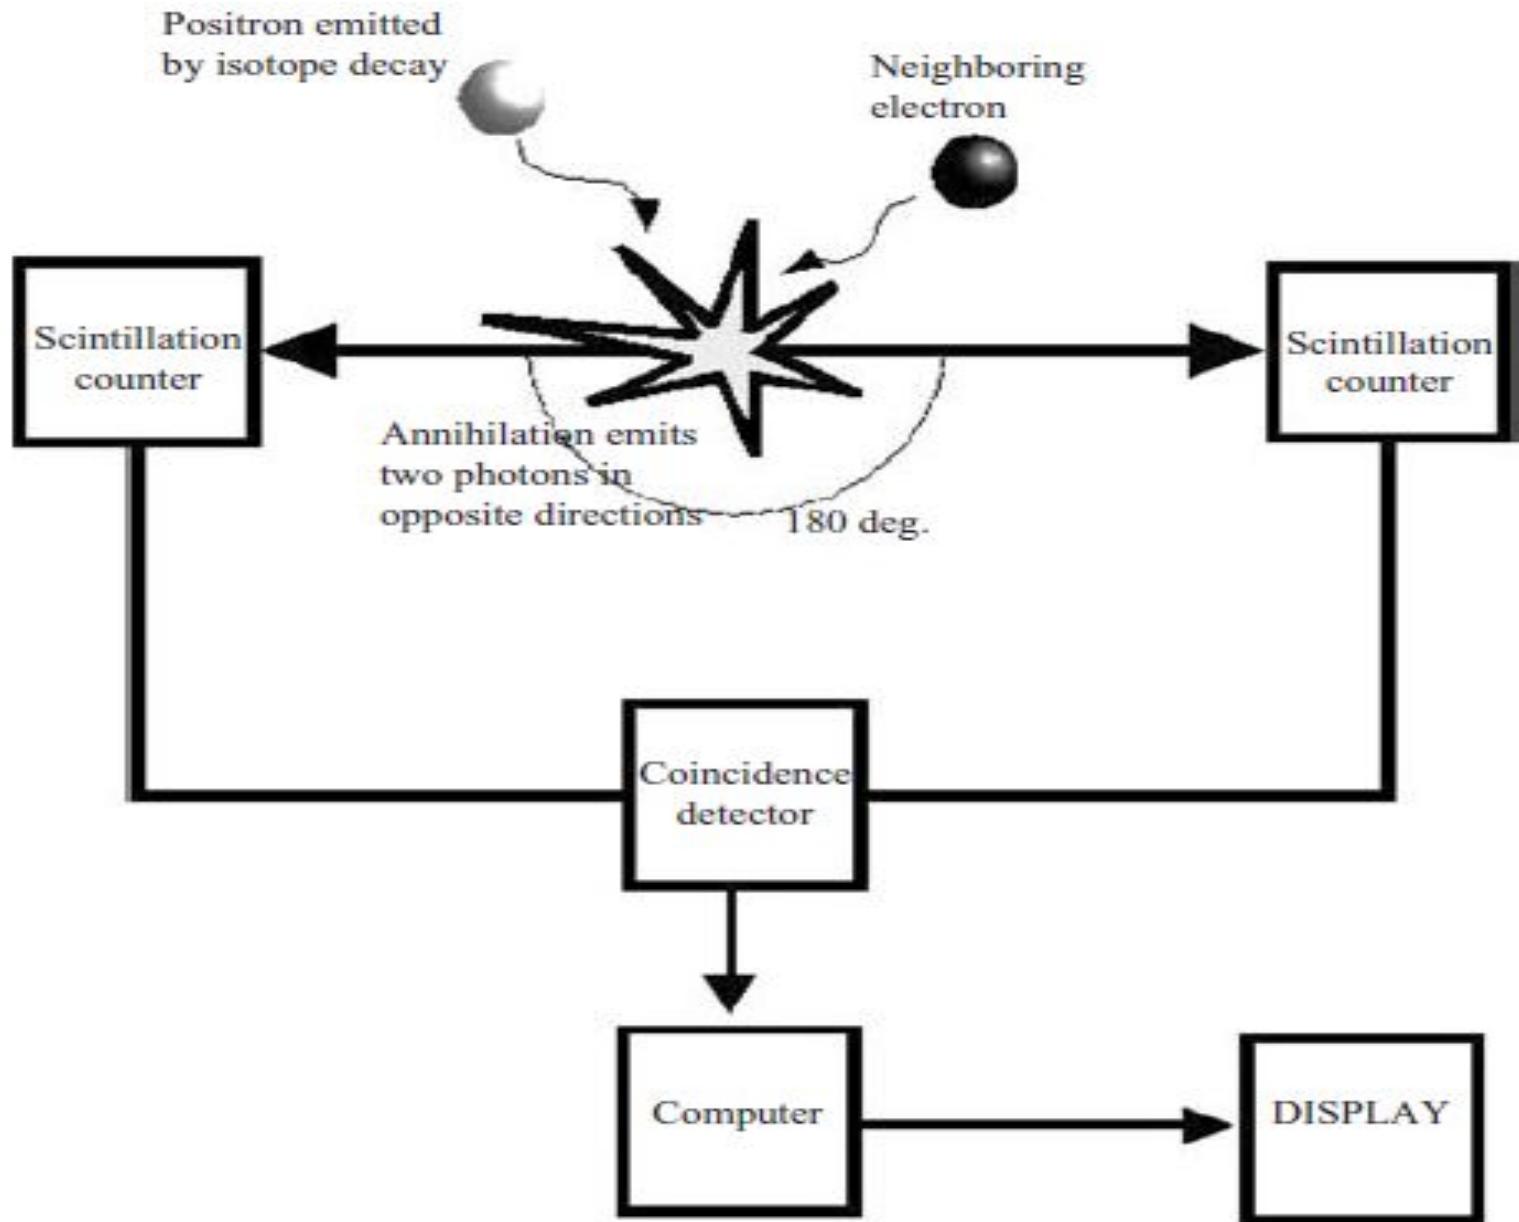 Positron emitted
by isotope decay
Neighboring
electron
Scintillation
counter
Scintillation
counter
Annihilation emits
two photons in
opposite directions
180 deg.
Coincidence
detector
Computer
DISPLAY